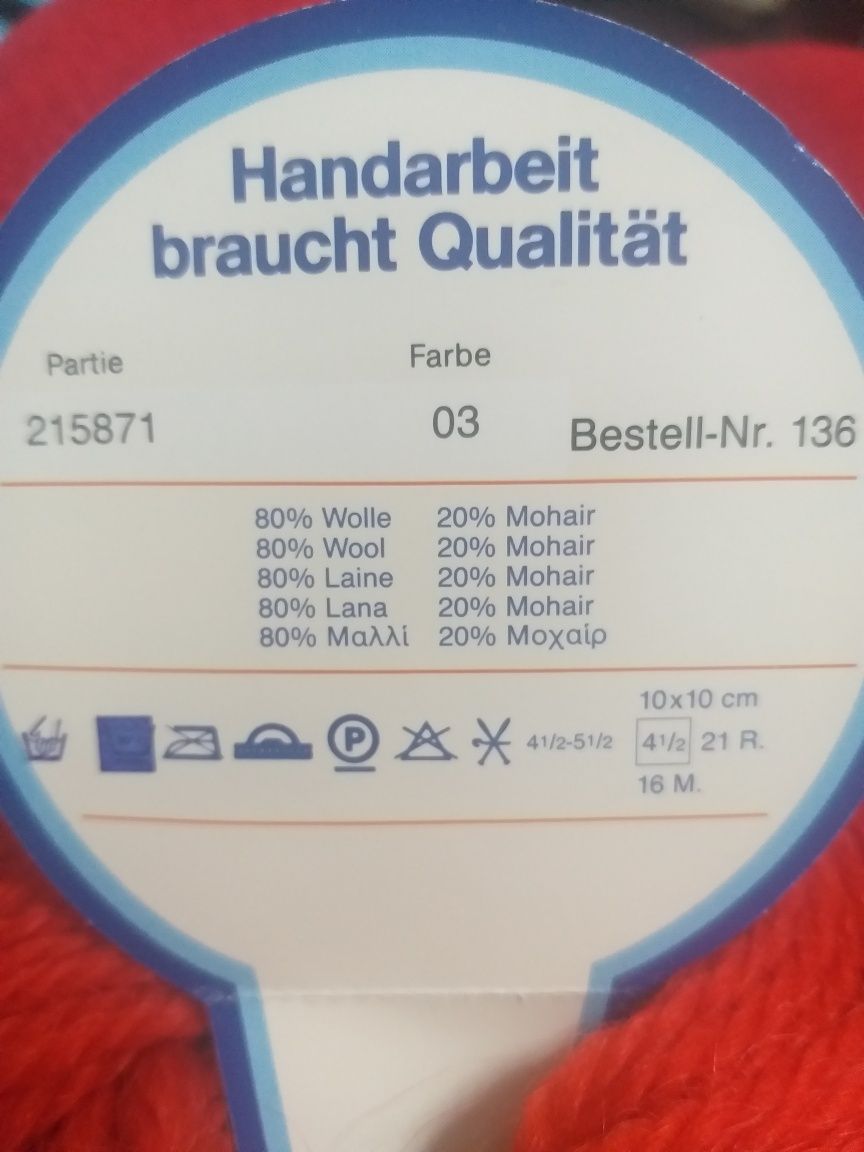 Handarbeit
braucht Qualität
Partie Farbe
215871 03 Bestell-Nr. 136
80% Wolle 20% Mohair
80% Wool 20% Mohair
80% Laine 20% Mohair
80% Lana 20% Mohair
80% Μαλλί 20% Μοχαίρ
10x10 cm
P 41/2-51/2 41/2 21 R.
16 M.